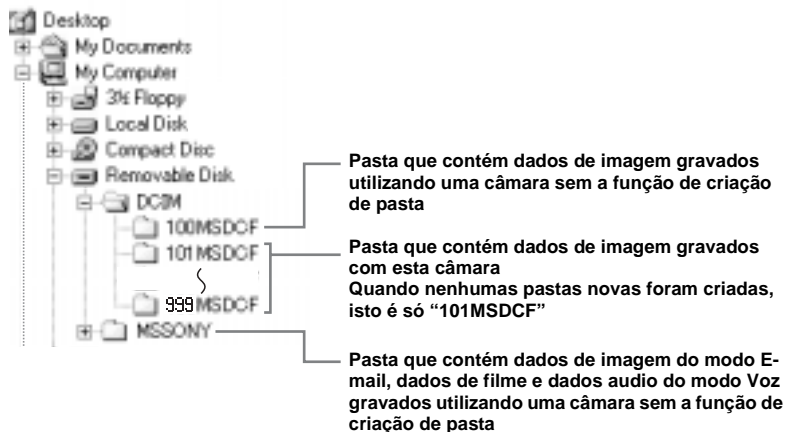 Desktop
My Documents
My Computer
3½ Floppy
Local Disk
Compact Disc
Removable Disk
DCIM
100MSDCF
101MSDCF
999MSDCF
MSSONY
Pasta que contém dados de imagem gravados
utilizando uma câmara sem a função de criação
de pasta
Pasta que contém dados de imagem gravados
com esta câmara
Quando nenhumas pastas novas foram criadas,
isto é só “101MSDCF”
Pasta que contém dados de imagem do modo E-
mail, dados de filme e dados audio do modo Voz
gravados utilizando uma câmara sem a função de
criação de pasta